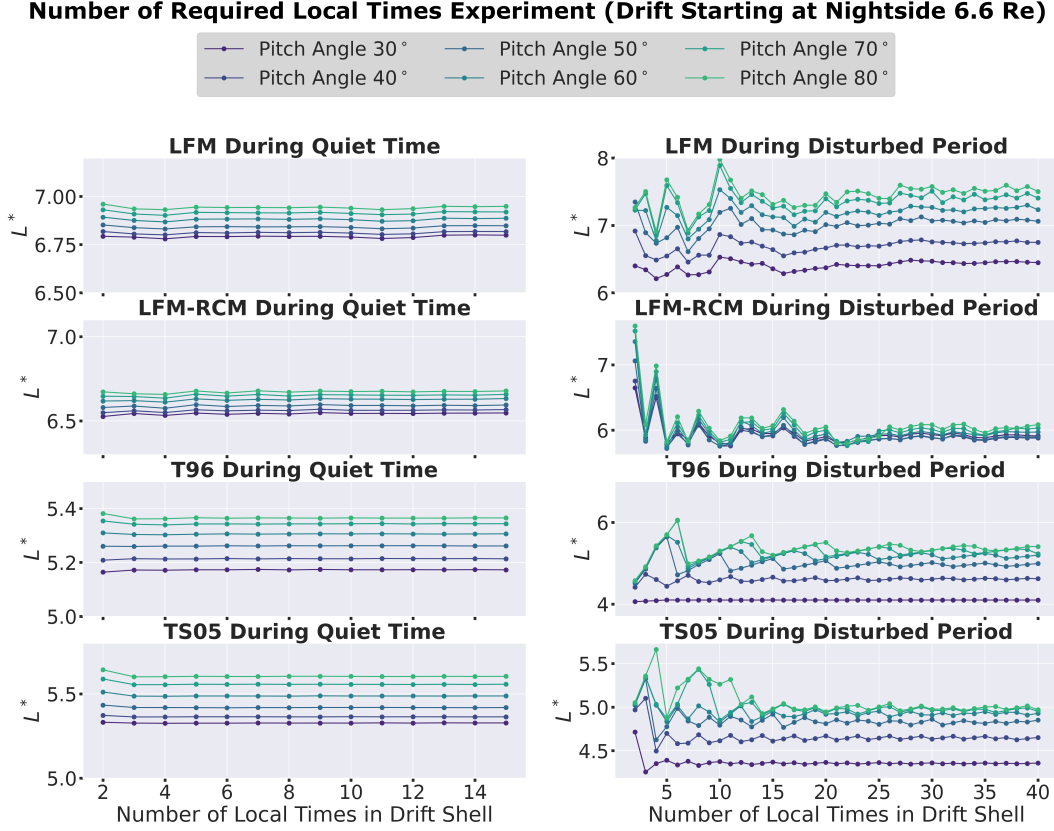 Number of Required Local Times Experiment (Drift Starting at Nightside 6.6 Re)
Pitch Angle 30° Pitch Angle 50° Pitch Angle 70°
Pitch Angle 40° Pitch Angle 60° Pitch Angle 80°
LFM During Quiet Time
7.00
6.75
6.50
L*
LFM During Disturbed Period
8
7
6
L*
LFM-RCM During Quiet Time
7.0
6.5
L*
LFM-RCM During Disturbed Period
7
6
L*
T96 During Quiet Time
5.4
5.2
5.0
L*
T96 During Disturbed Period
6
4
L*
TS05 During Quiet Time
5.5
5.0
L*
2 4 6 8 10 12 14
Number of Local Times in Drift Shell
TS05 During Disturbed Period
5.5
5.0
4.5
L*
5 10 15 20 25 30 35 40
Number of Local Times in Drift Shell